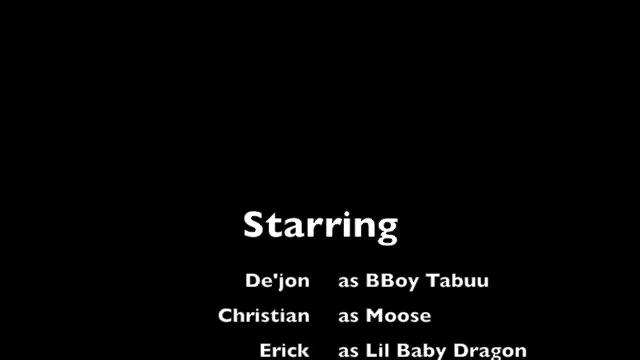 Starring
De'jon as BBoy Tabuu
Christian as Moose
Erick as Lil Baby Dragon